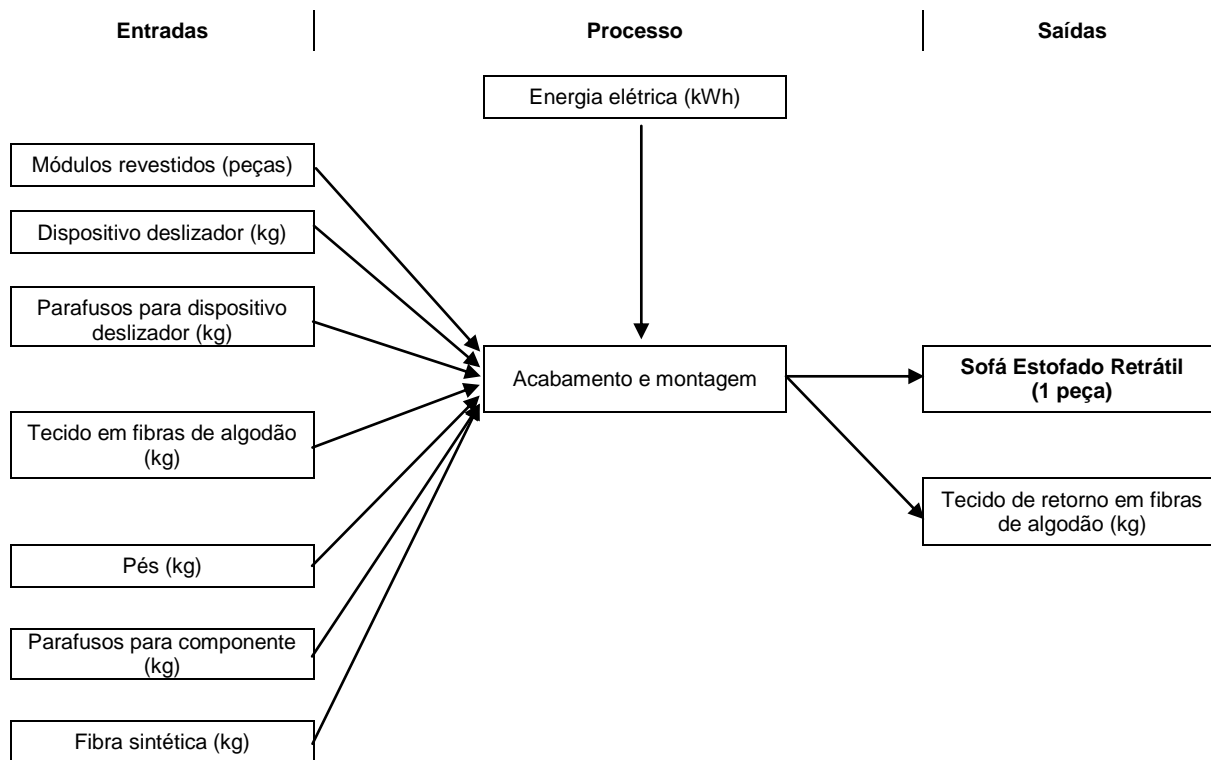 Entradas
Processo
Saídas
Energia elétrica (kWh)
Módulos revestidos (peças)
Dispositivo deslizador (kg)
Parafusos para dispositivo
deslizador (kg)
Tecido em fibras de algodão
(kg)
Pés (kg)
Parafusos para componente
(kg)
Fibra sintética (kg)
Acabamento e montagem
Sofá Estofado Retrátil
(1 peça)
Tecido de retorno em fibras
de algodão (kg)